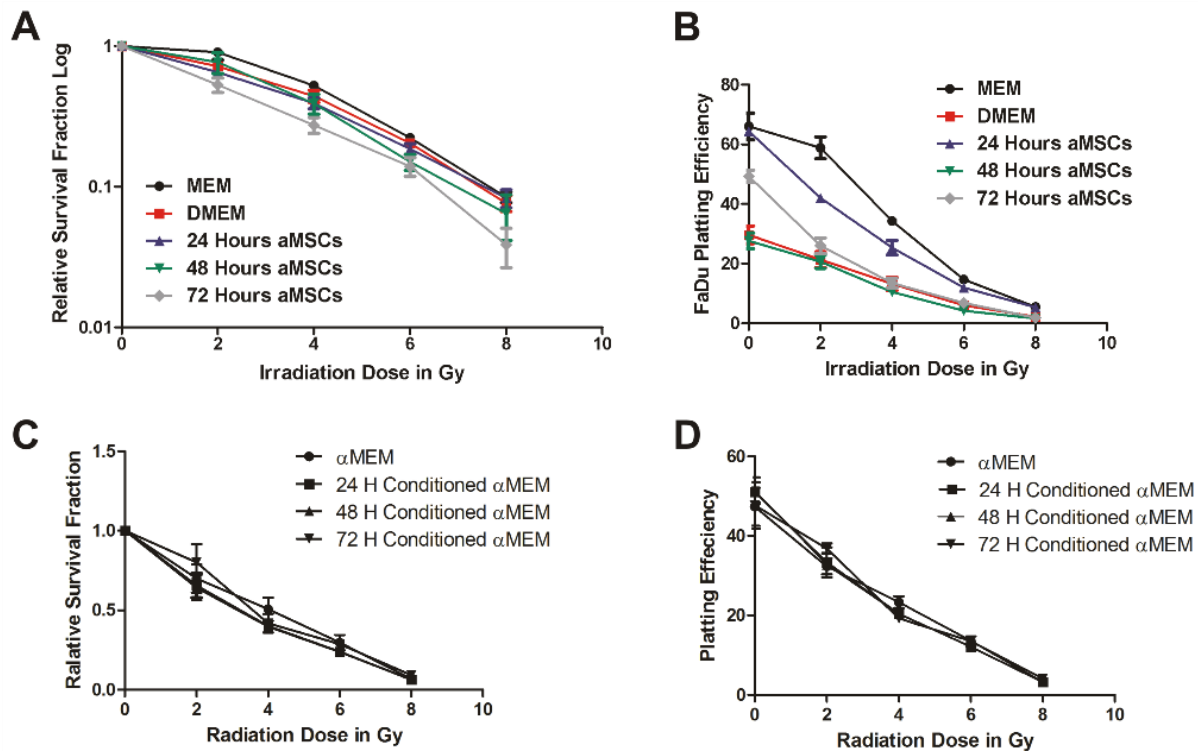 A
Relative Survival Fraction Log
1
0.1
0.01
MEM
DMEM
24 Hours aMSCs
48 Hours aMSCs
72 Hours aMSCs
0 2 4 6 8 10
Irradiation Dose in Gy
B
FaDu Platting Efficiency
80
60
40
20
0
MEM
DMEM
24 Hours aMSCs
48 Hours aMSCs
72 Hours aMSCs
0 2 4 6 8 10
Irradiation Dose in Gy
C
Ralative Survival Fraction
1.5
1.0
0.5
0.0
αMEM
24 H Conditioned αMEM
48 H Conditioned αMEM
72 H Conditioned αMEM
0 2 4 6 8 10
Radiation Dose in Gy
D
Platting Effeciency
60
40
20
0
αMEM
24 H Conditioned αMEM
48 H Conditioned αMEM
72 H Conditioned αMEM
0 2 4 6 8 10
Radiation Dose in Gy